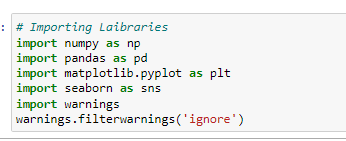 :
# Importing Laibraries
import numpy as np
import pandas as pd
import matplotlib.pyplot as plt
import seaborn as sns
import warnings
warnings.filterwarnings('ignore')